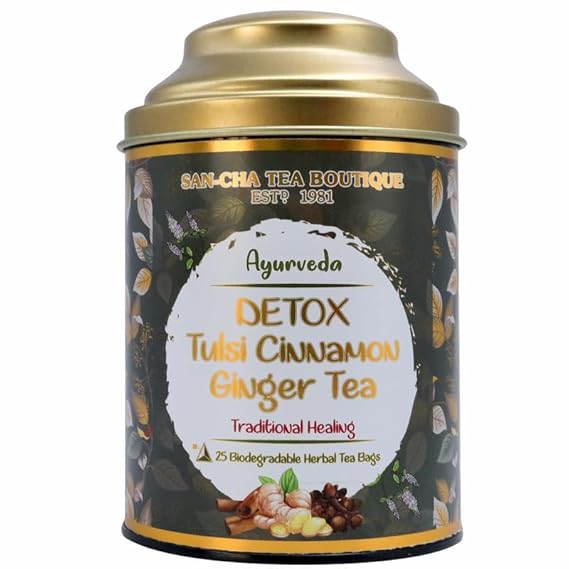 SAN-CHA TEA BOUTIQUE
ESTD 1981
Ayurveda
DETOX
Tulsi Cinnamon
Ginger Tea
Traditional Healing
25 Biodegradable Herbal Tea Bags